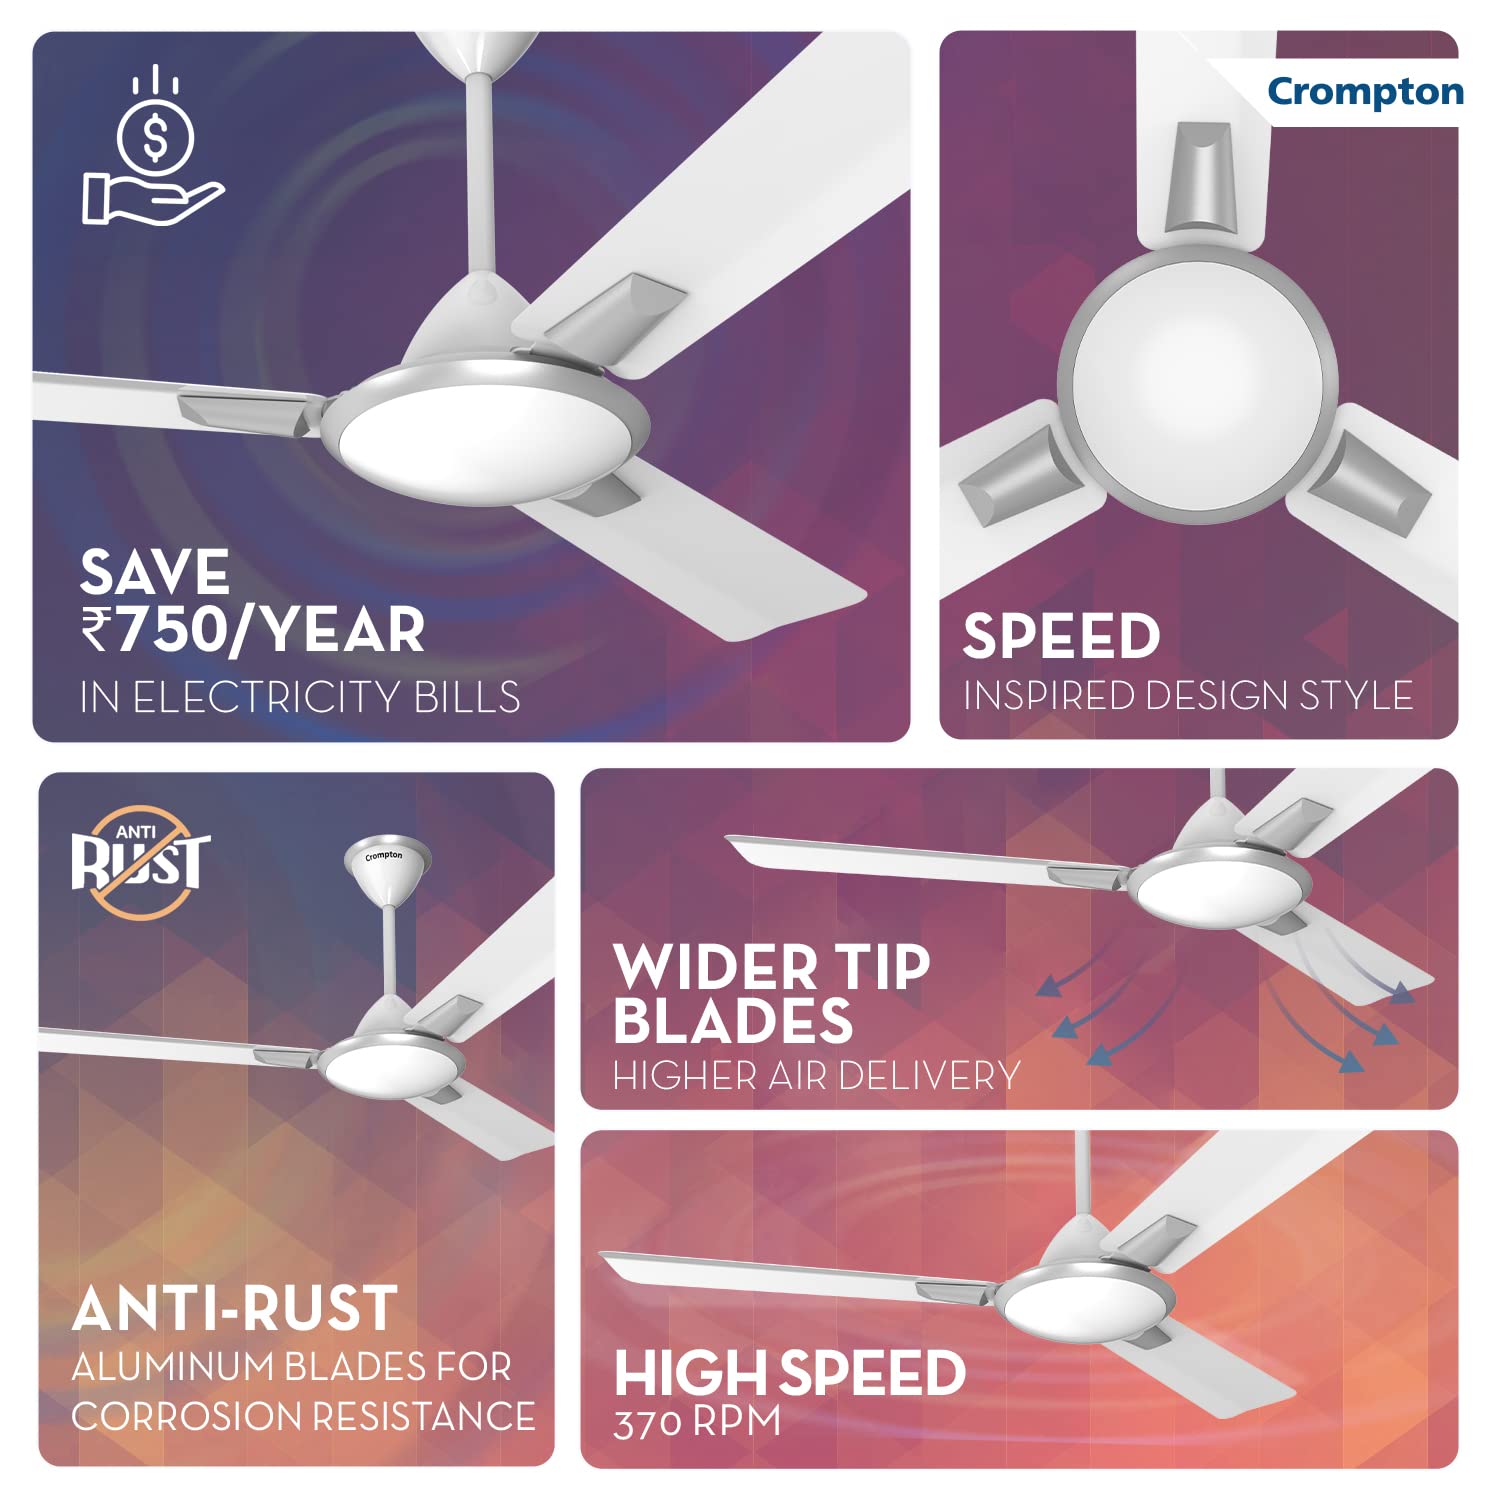 Crompton
$
SAVE
₹750/YEAR
IN ELECTRICITY BILLS
SPEED
INSPIRED DESIGN STYLE
ANTI
RUST
Crompton
ANTI-RUST
ALUMINUM BLADES FOR
CORROSION RESISTANCE
WIDER TIP
BLADES
HIGHER AIR DELIVERY
HIGH SPEED
370 RPM